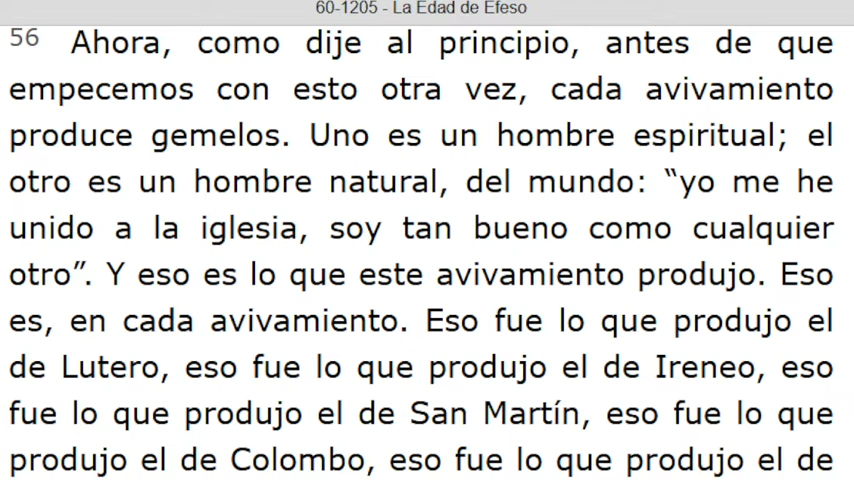 60-1205 - La Edad de Efeso
56 Ahora, como dije al principio, antes de que
empecemos con esto otra vez, cada avivamiento
produce gemelos. Uno es un hombre espiritual; el
otro es un hombre natural, del mundo: “yo me he
unido a la iglesia, soy tan bueno como cualquier
otro”. Y eso es lo que este avivamiento produjo. Eso
es, en cada avivamiento. Eso fue lo que produjo el
de Lutero, eso fue lo que produjo el de Ireneo, eso
fue lo que produjo el de San Martín, eso fue lo que
produjo el de Colombo, eso fue lo que produjo el de